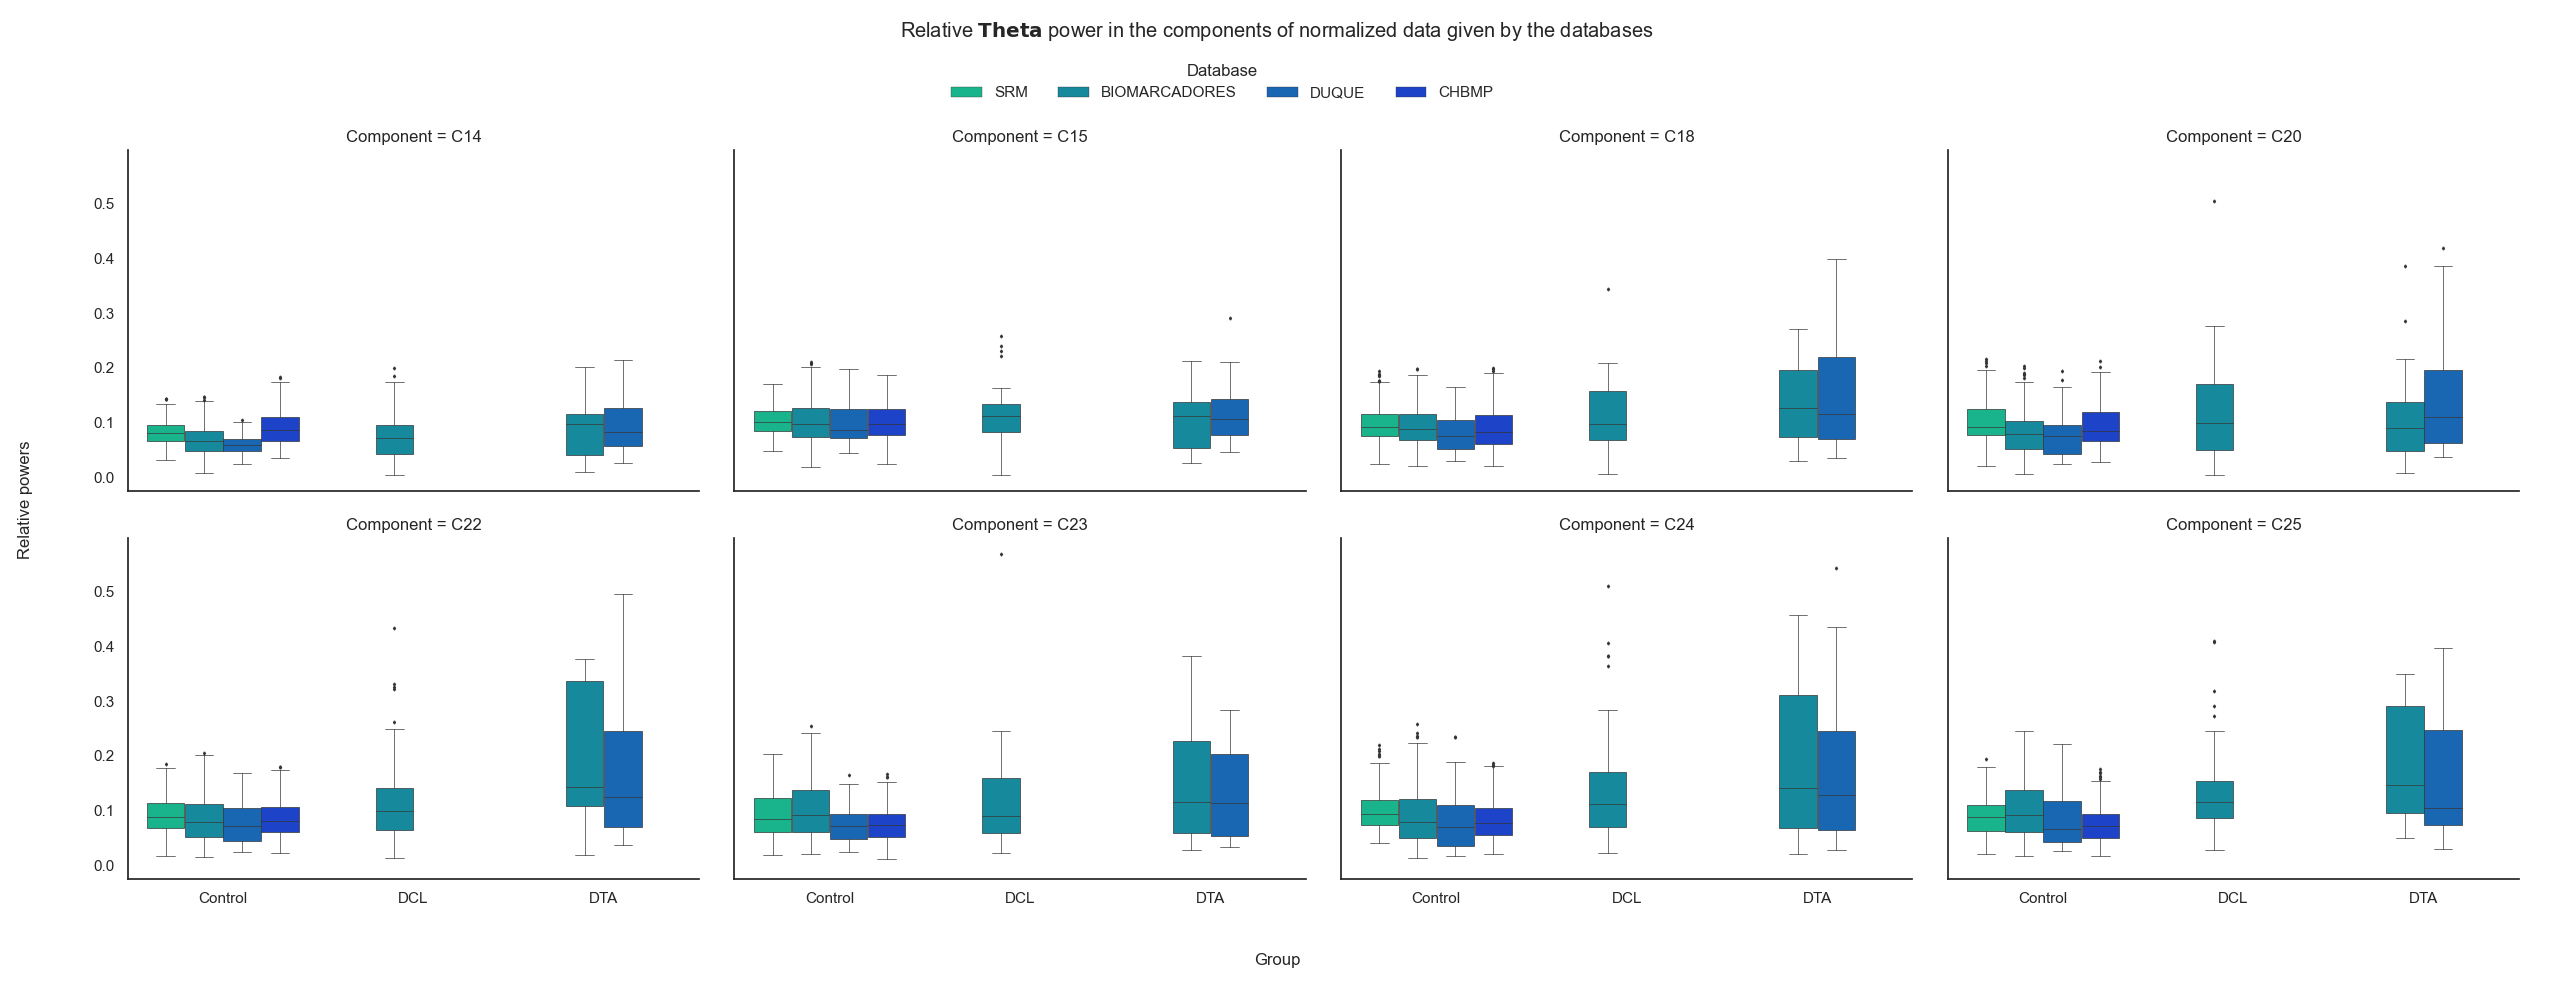 Relative Theta power in the components of normalized data given by the databases
Database
SRM BIOMARCADORES DUQUE CHBMP
Component = C14 Component = C15 Component = C18 Component = C20
0.5
0.4
0.3
0.2
0.1
0.0
Relative powers
Component = C22 Component = C23 Component = C24 Component = C25
0.5
0.4
0.3
0.2
0.1
0.0
Control DCL DTA Control DCL DTA Control DCL DTA Control DCL DTA
Group